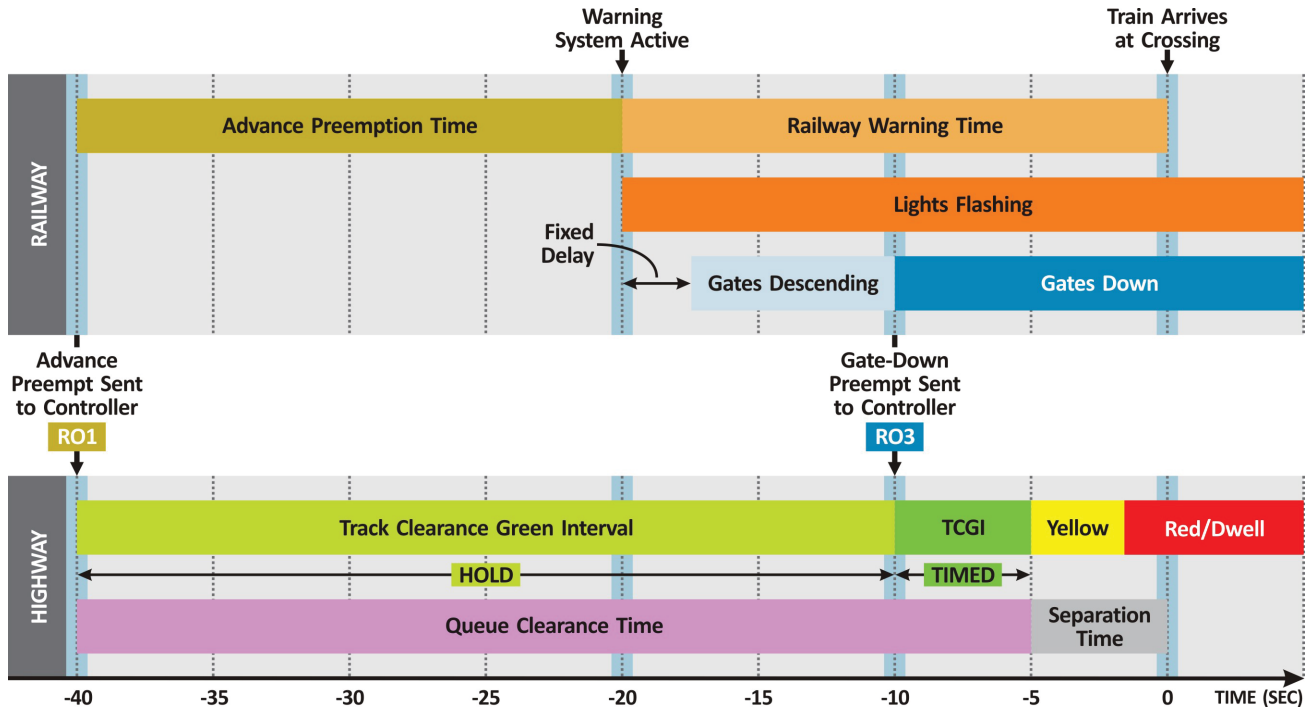 Warning
System Active
Train Arrives
at Crossing
RAILWAY
Advance Preemption Time
Railway Warning Time
Lights Flashing
Fixed
Delay
Gates Descending
Gates Down
Advance
Preempt Sent
to Controller
RO1
Gate-Down
Preempt Sent
to Controller
RO3
HIGHWAY
Track Clearance Green Interval
TCGI
Yellow
Red/Dwell
HOLD
TIMED
Queue Clearance Time
Separation
Time
-40 -35 -30 -25 -20 -15 -10 -5 0 TIME (SEC)